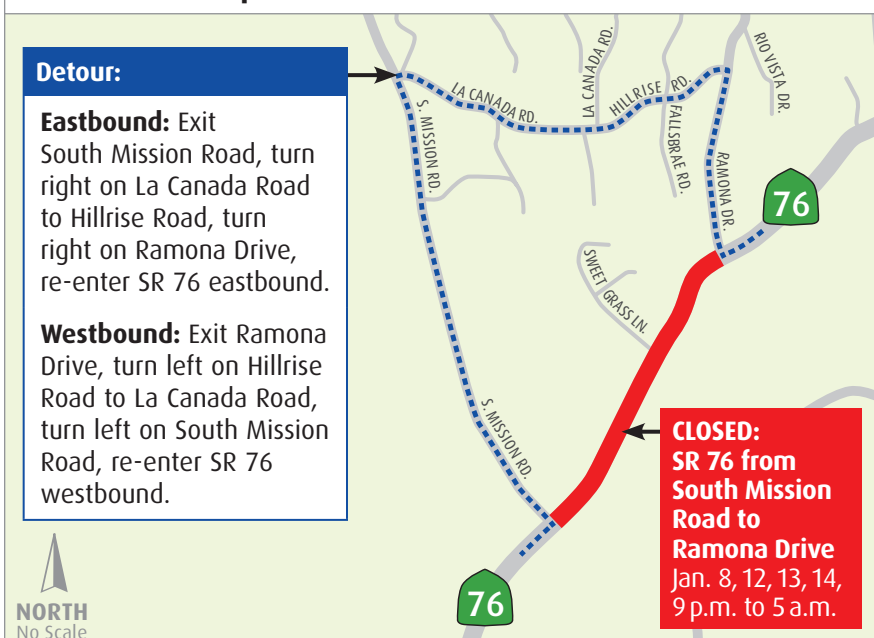 Detour:
Eastbound: Exit
South Mission Road, turn
right on La Canada Road
to Hillrise Road, turn
right on Ramona Drive,
re-enter SR 76 eastbound.
Westbound: Exit Ramona
Drive, turn left on Hillrise
Road to La Canada Road,
turn left on South Mission
Road, re-enter SR 76
westbound.
LA CANADA RD.
LA CANADA RD.
HILLRISE RD.
RIO VISTA DR.
S. MISSION RD.
FALLSBRAE RD.
RAMONA DR.
76
SWEET GRASS LN.
S. MISSION RD.
CLOSED:
SR 76 from
South Mission
Road to
Ramona Drive
Jan. 8, 12, 13, 14,
9 p.m. to 5 a.m.
76
NORTH
No Scale